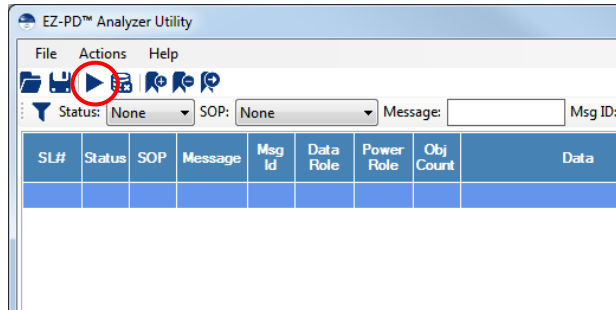 EZ-PD™ Analyzer Utility
File Actions Help
Status: None SOP: None Message: Msg ID:
SL# Status SOP Message Msg Id Data Role Power Role Obj Count Data